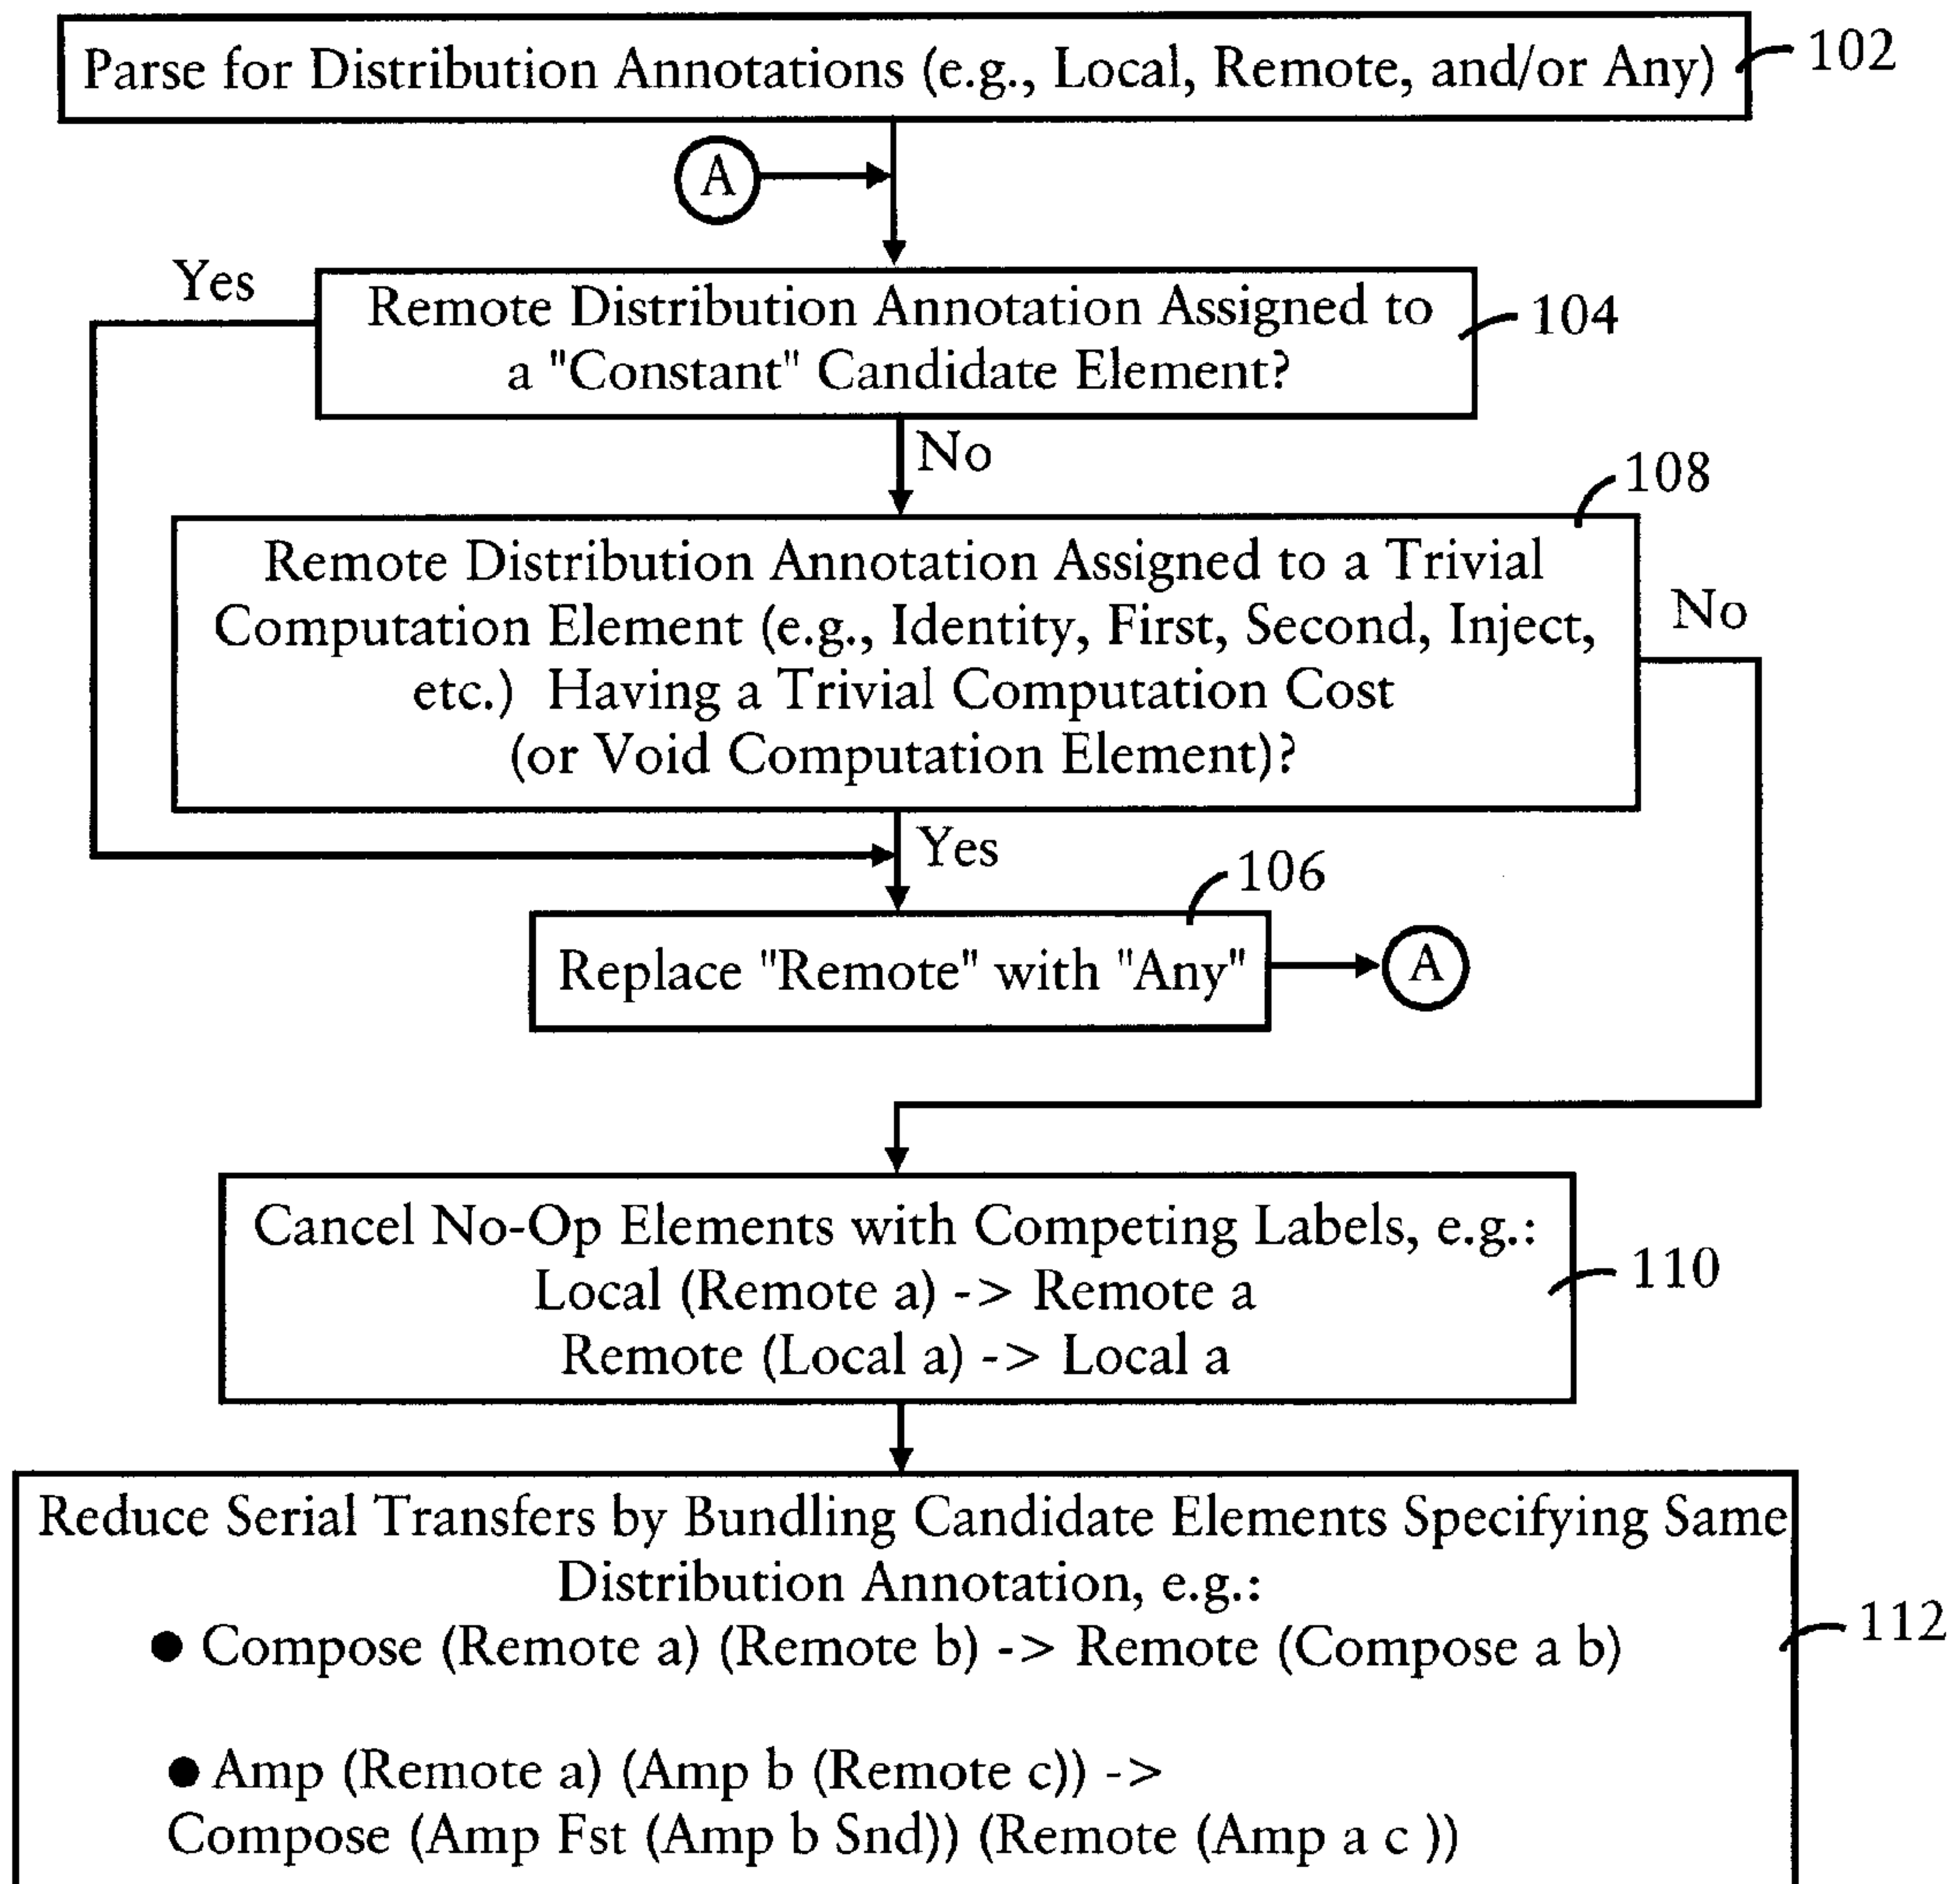 Parse for Distribution Annotations (e.g., Local, Remote, and/or Any)
102
A
Yes
Remote Distribution Annotation Assigned to
a "Constant" Candidate Element?
104
No
108
Remote Distribution Annotation Assigned to a Trivial
Computation Element (e.g., Identity, First, Second, Inject,
etc.) Having a Trivial Computation Cost
(or Void Computation Element)?
No
Yes
106
Replace "Remote" with "Any"
A
Cancel No-Op Elements with Competing Labels, e.g.:
Local (Remote a) -> Remote a
Remote (Local a) -> Local a
110
Reduce Serial Transfers by Bundling Candidate Elements Specifying Same
Distribution Annotation, e.g.:
● Compose (Remote a) (Remote b) -> Remote (Compose a b)
112
● Amp (Remote a) (Amp b (Remote c)) ->
Compose (Amp Fst (Amp b Snd)) (Remote (Amp a c ))